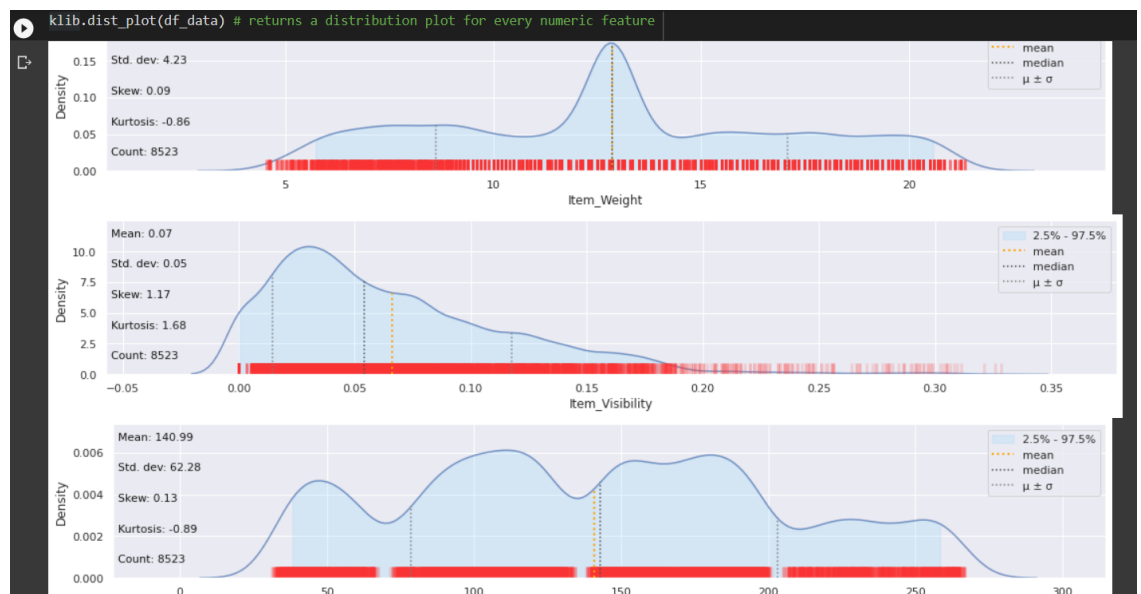 klib.dist_plot(df_data) # returns a distribution plot for every numeric feature
mean
median
μ ± σ
Std. dev: 4.23
Skew: 0.09
Kurtosis: -0.86
Count: 8523
Density
0.15
0.10
0.05
0.00
5 10 15 20
Item_Weight
Mean: 0.07
Std. dev: 0.05
Skew: 1.17
Kurtosis: 1.68
Count: 8523
2.5% - 97.5%
mean
median
μ ± σ
Density
10.0
7.5
5.0
2.5
0.0
−0.05 0.00 0.05 0.10 0.15 0.20 0.25 0.30 0.35
Item_Visibility
Mean: 140.99
Std. dev: 62.28
Skew: 0.13
Kurtosis: -0.89
Count: 8523
2.5% - 97.5%
mean
median
μ ± σ
Density
0.006
0.004
0.002
0.000
0 50 100 150 200 250 300